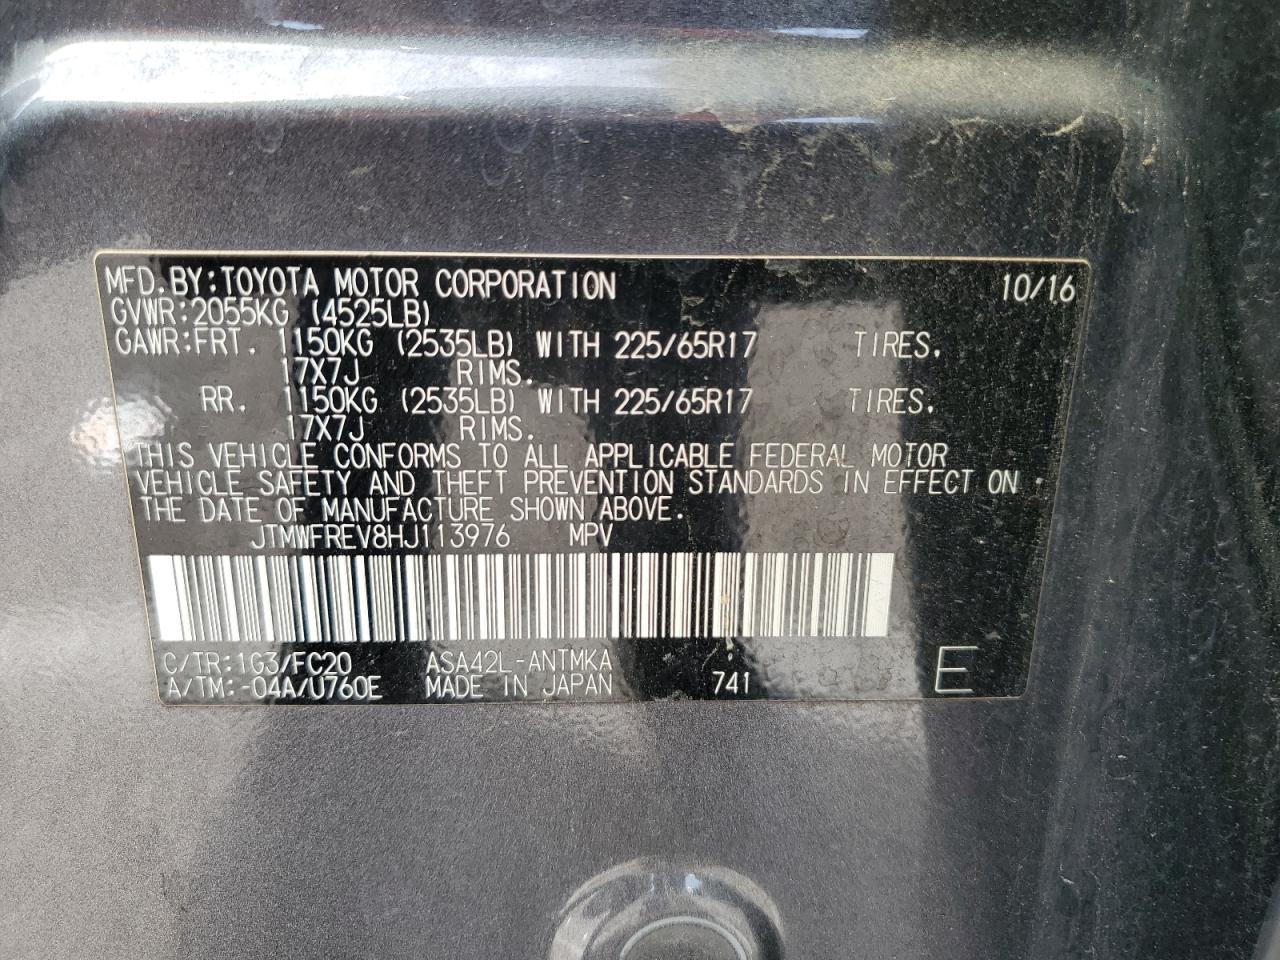 MFD.BY:TOYOTA MOTOR CORPORATION 10/16
GVWR:2055KG (4525LB)
GAWR:FRT. 1150KG (2535LB) WITH 225/65R17 TIRES.
17X7J RIMS.
RR. 1150KG (2535LB) WITH 225/65R17 TIRES.
17X7J RIMS.
THIS VEHICLE CONFORMS TO ALL APPLICABLE FEDERAL MOTOR
VEHICLE SAFETY AND THEFT PREVENTION STANDARDS IN EFFECT ON
THE DATE OF MANUFACTURE SHOWN ABOVE.
JTMWFREV8HJ113976 MPV
C/TR:1G3/FC20 ASA42L-ANTMKA
A/TM:-04A/U760E MADE IN JAPAN 741 E